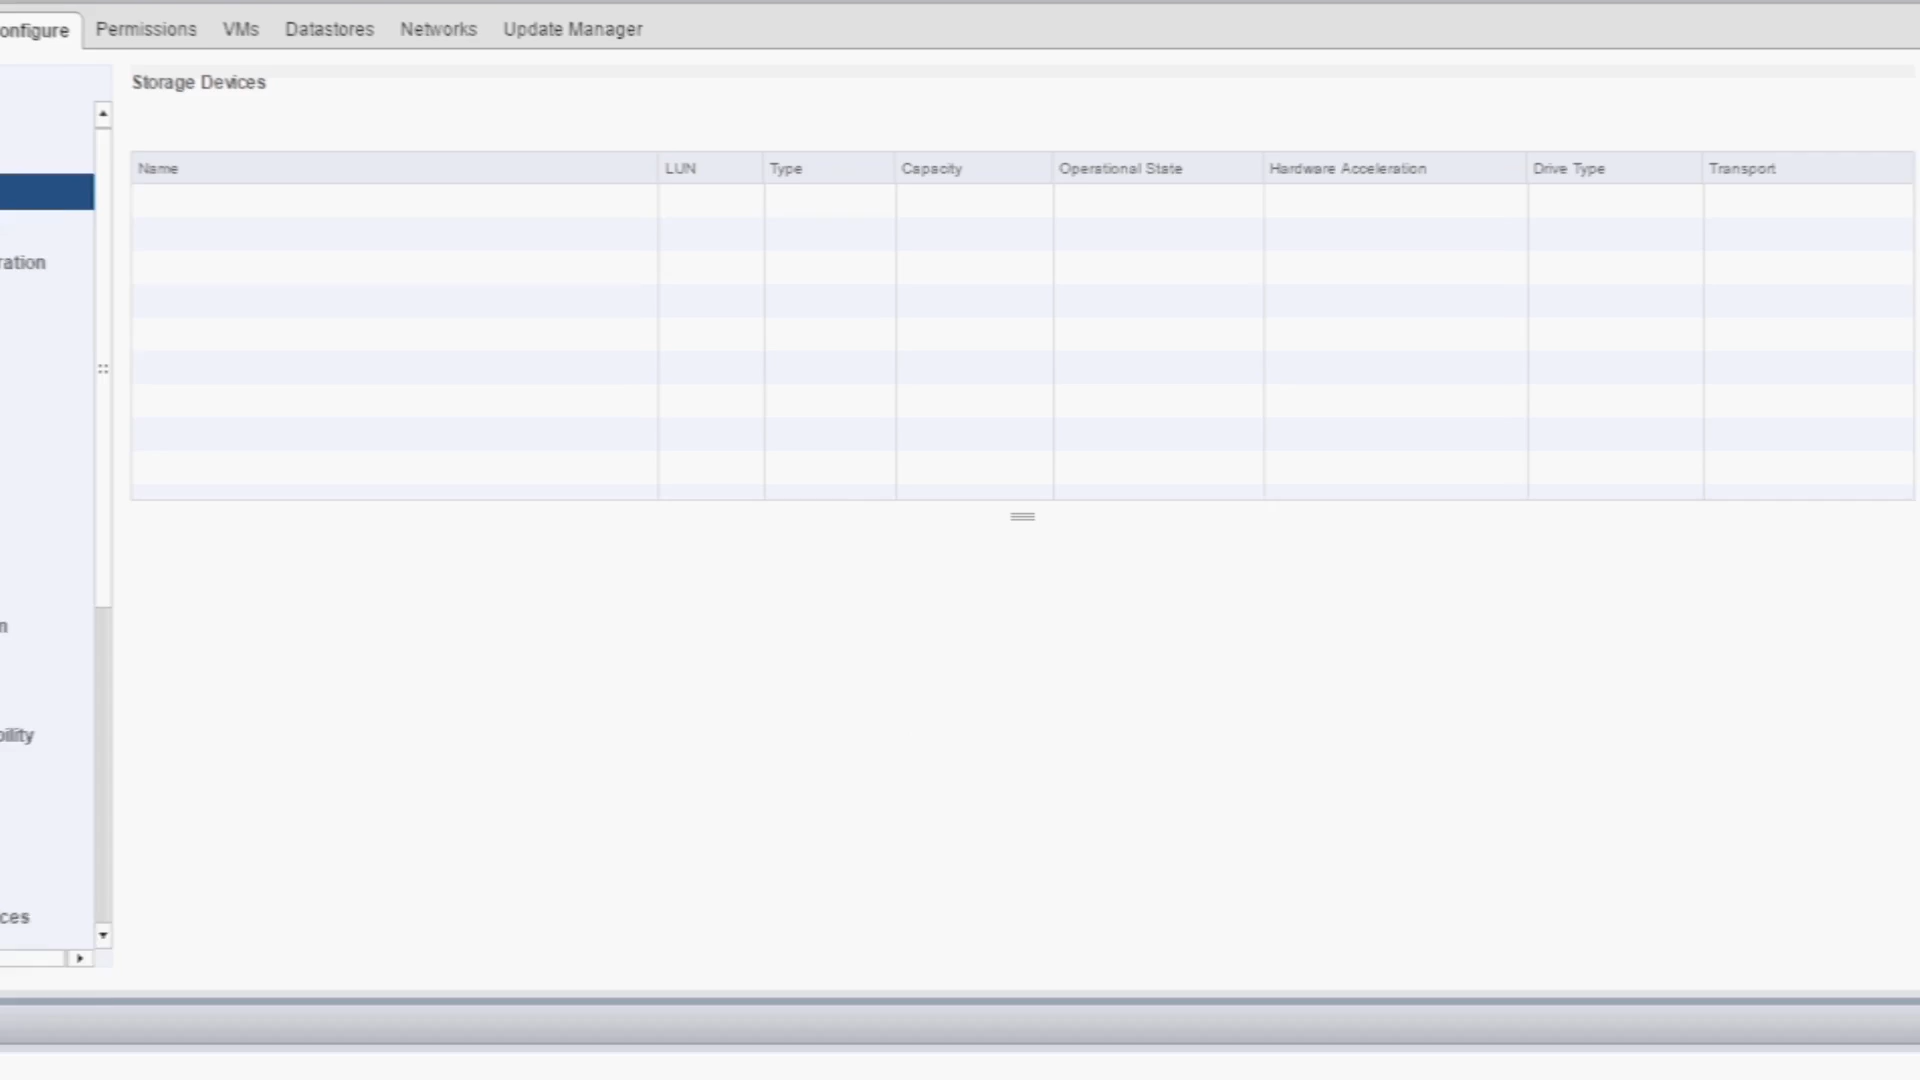 onfigure Permissions VMs Datastores Networks Update Manager
Storage Devices
Name LUN Type Capacity Operational State Hardware Acceleration Drive Type Transport
ration
n
bility
ces